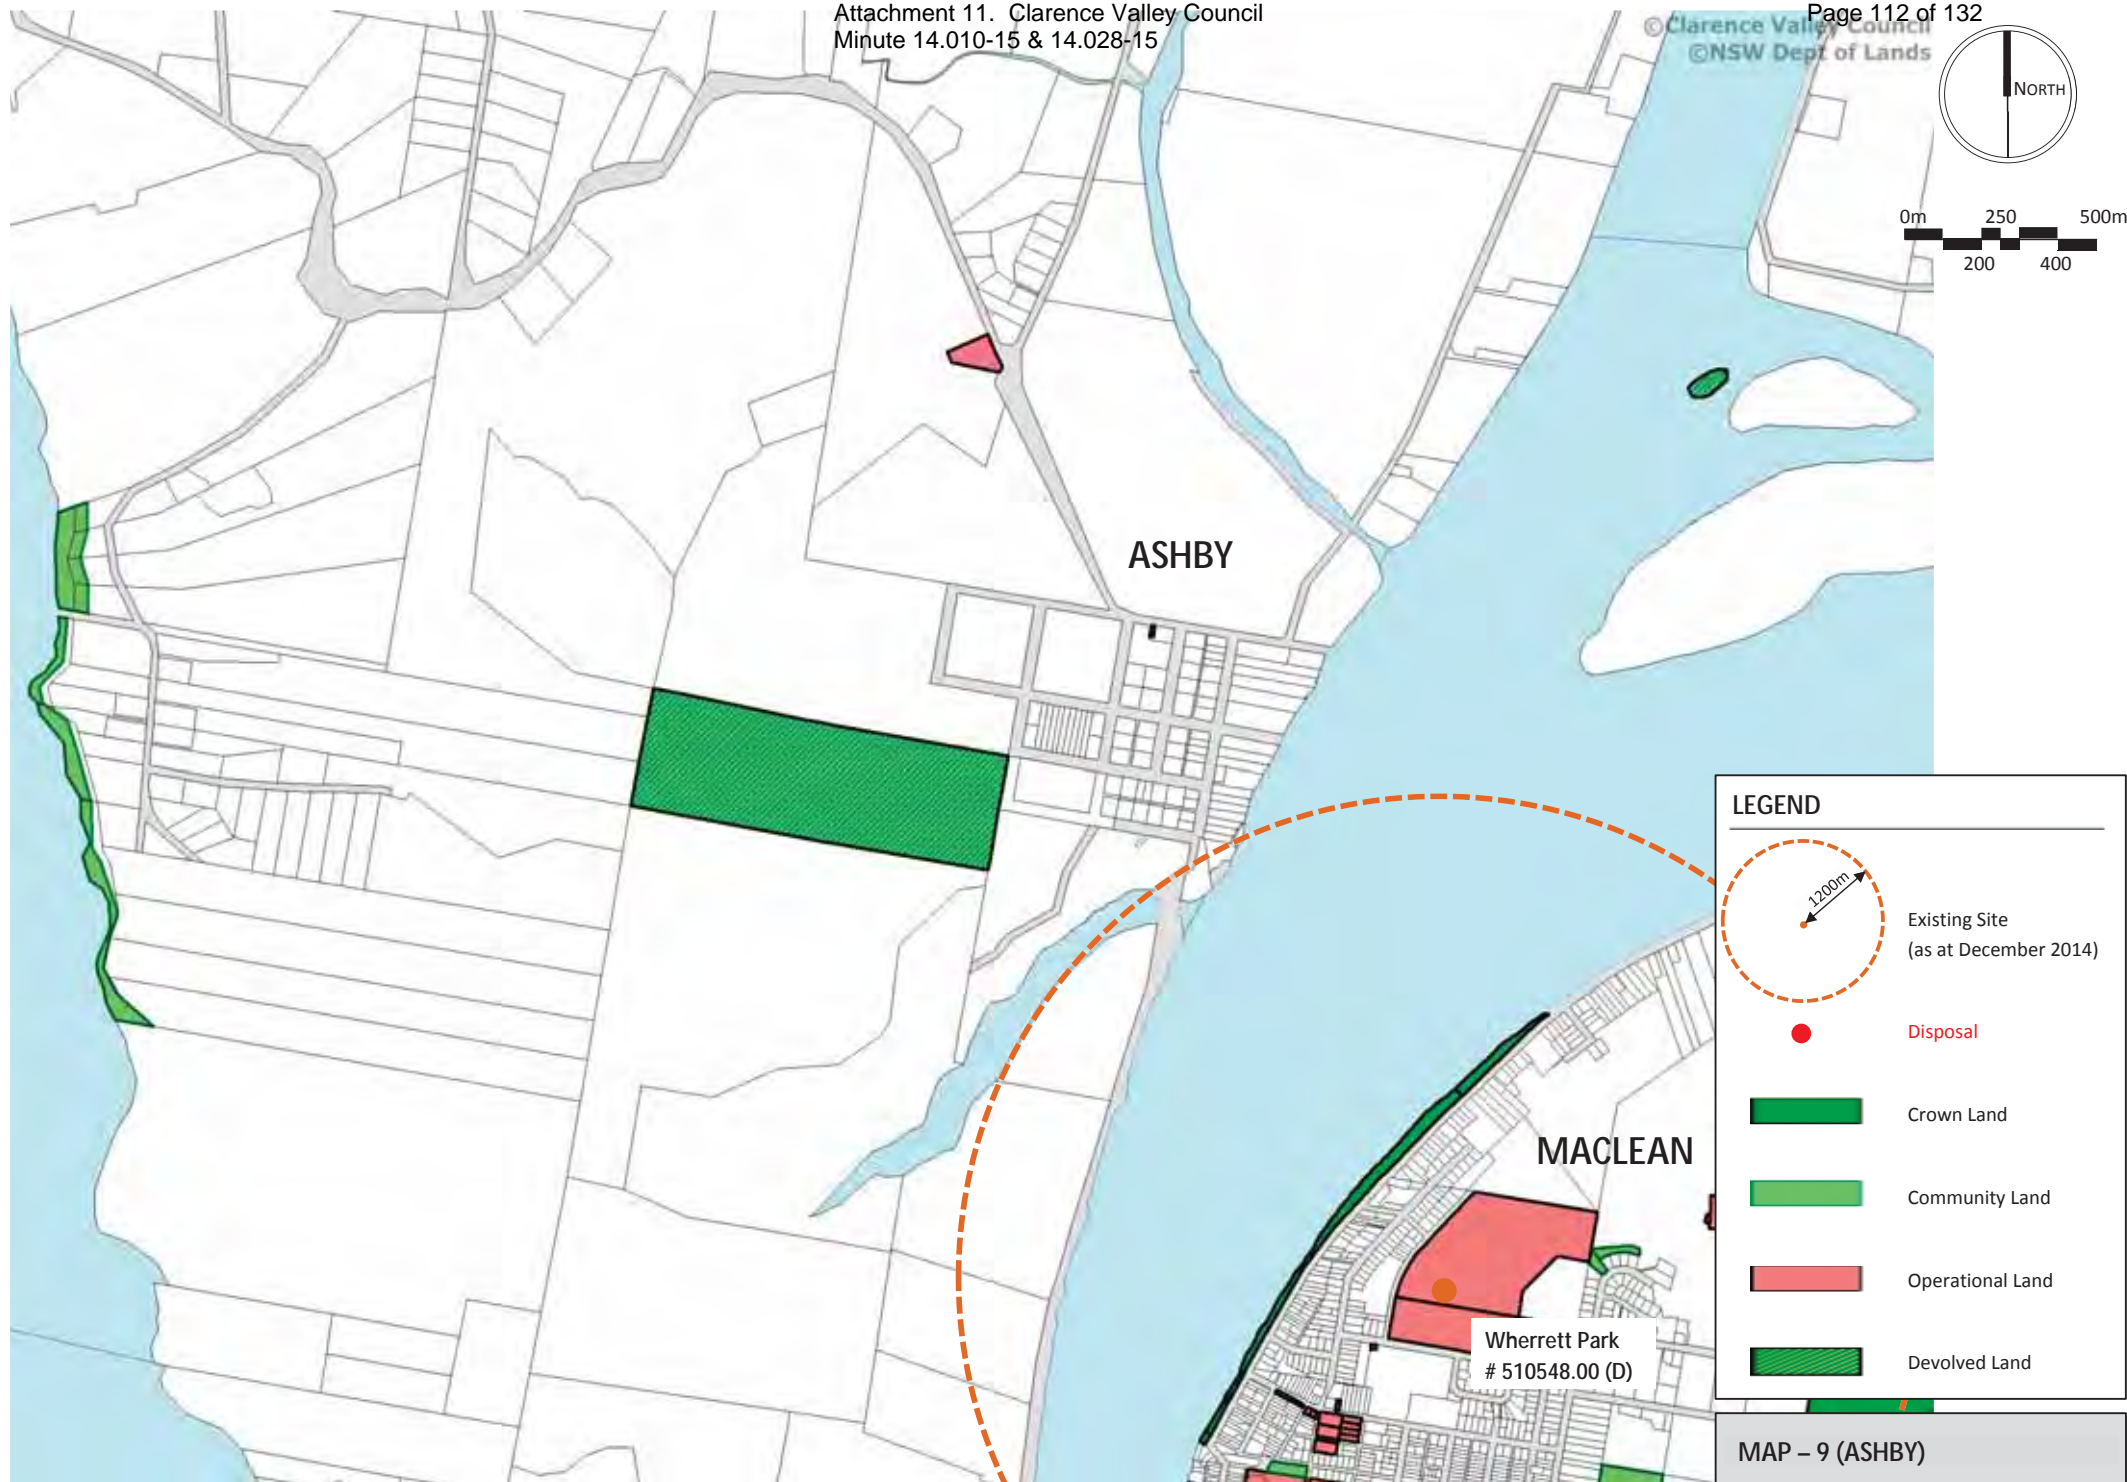 Attachment 11. Clarence Valley Council
Minute 14.010-15 & 14.028-15
Page 112 of 132
©Clarence Valley Council
©NSW Dept of Lands
NORTH
0m 250 500m
200 400
ASHBY
LEGEND
1200m
Existing Site
(as at December 2014)
Disposal
Crown Land
MACLEAN
Community Land
Operational Land
Wherrett Park
# 510548.00 (D)
Devolved Land
MAP – 9 (ASHBY)